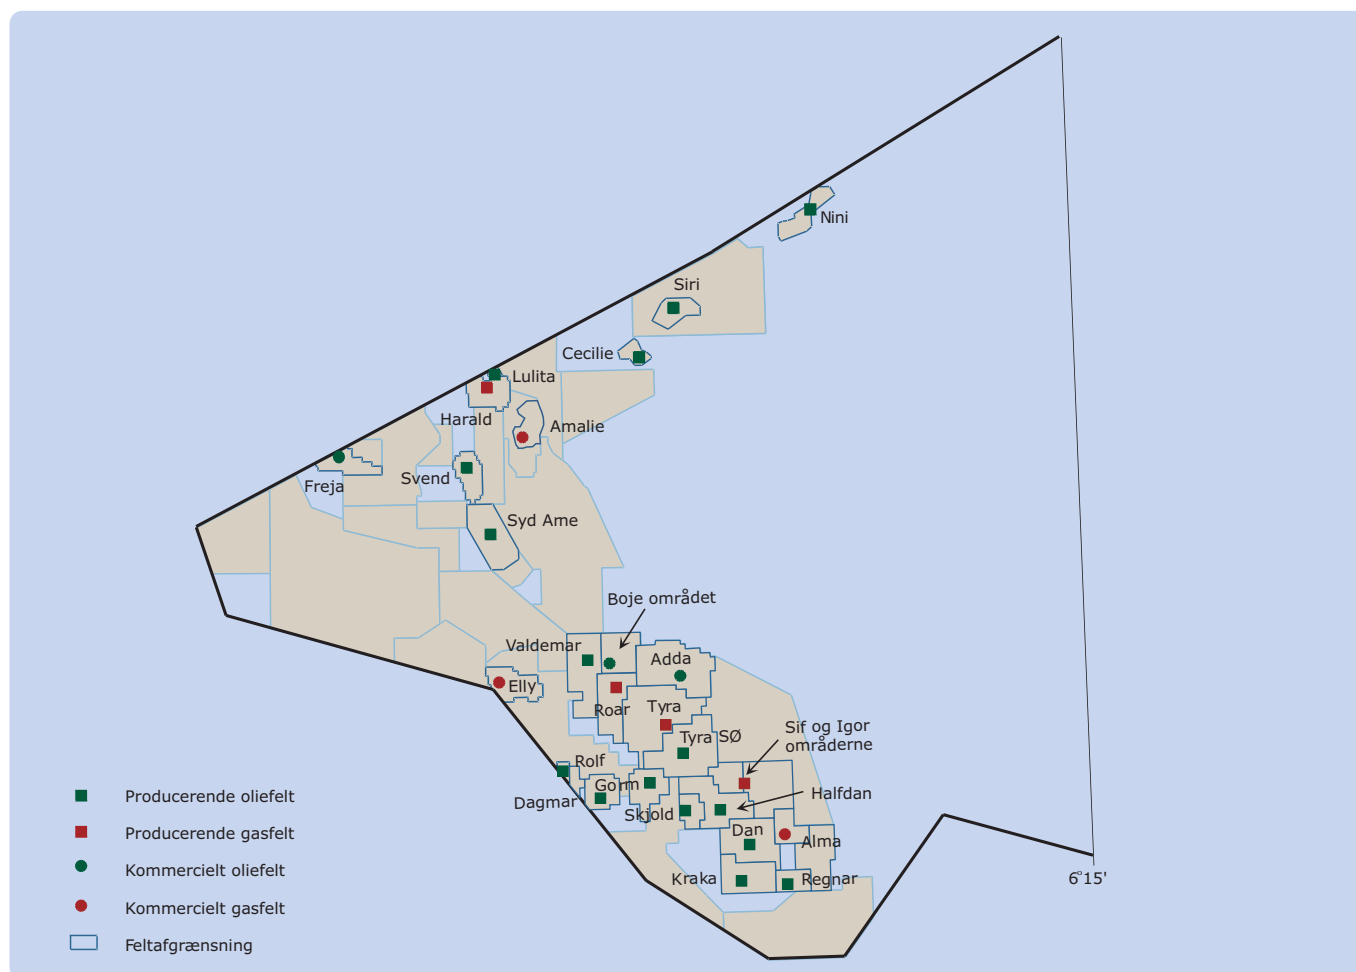 Nini
Siri
Cecilie
Lulita
Harald
Amalie
Svend
Freja
Syd Ame
Boje området
Valdemar
Adda
Elly
Roar
Tyra
Tyra SØ
Sif og Igor
områderne
Rolf
Gorm
Dagmar
Skjold
Halfdan
Dan
Alma
Kraka
Regnar
6°15'
Producerende oliefelt
Producerende gasfelt
Kommercielt oliefelt
Kommercielt gasfelt
Feltafgrænsning